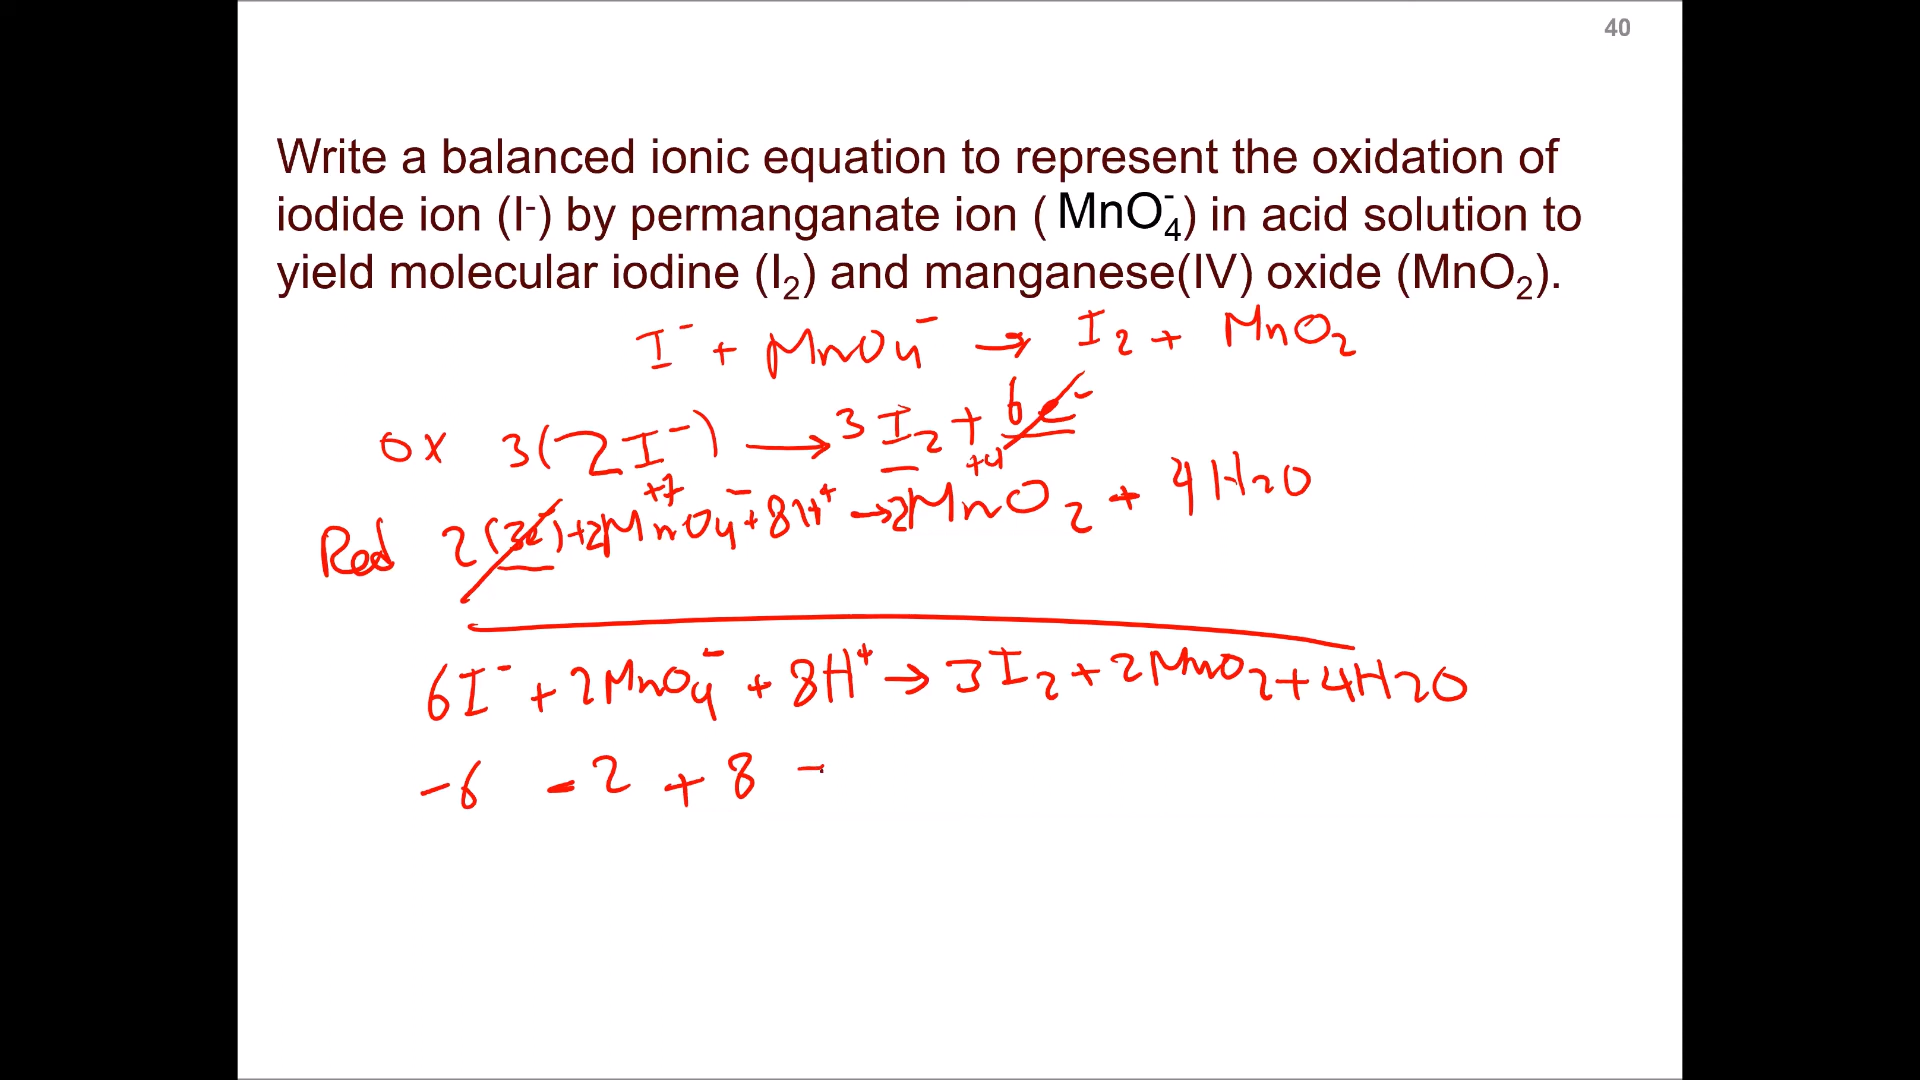 40
Write a balanced ionic equation to represent the oxidation of
iodide ion (I⁻) by permanganate ion ( MnO₄⁻) in acid solution to
yield molecular iodine (I₂) and manganese(IV) oxide (MnO₂).
I⁻ + MnO₄⁻ → I₂ + MnO₂
OX 3(2I⁻) → 3I₂ + 6e⁻
+7 +4
Red 2(3e⁻) + 2MnO₄⁻ + 8H⁺ → 2MnO₂ + 4H₂O
6I⁻ + 2MnO₄⁻ + 8H⁺ → 3I₂ + 2MnO₂ + 4H₂O
-6 - 2 + 8 -